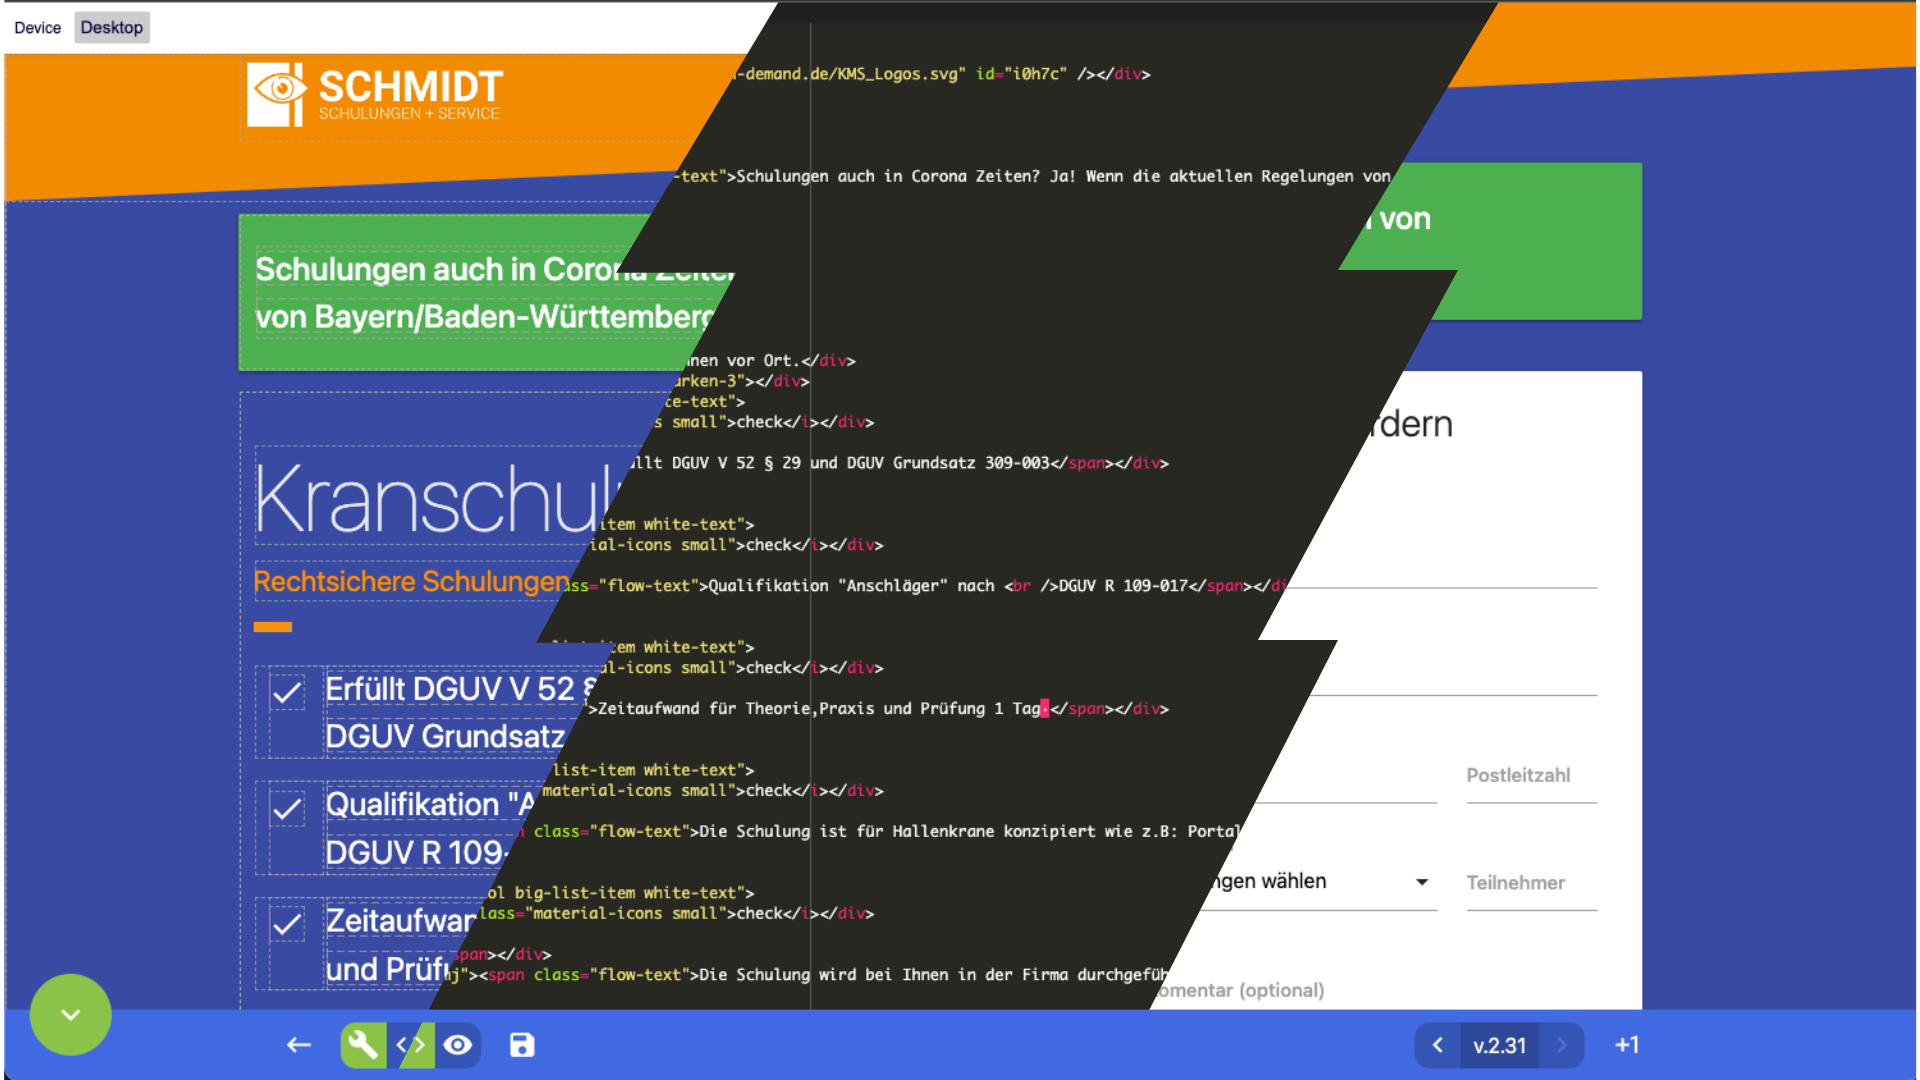 Device Desktop
SCHMIDT
SCHULUNGEN + SERVICE
-demand.de/KMS_Logos.svg" id="i0h7c" /></div>
-text">Schulungen auch in Corona Zeiten? Ja! Wenn die aktuellen Regelungen von
von
Schulungen auch in Corona Zeiten
von Bayern/Baden-Württemberg
nen vor Ort.</div>
arken-3"></div>
te-text">
s small">check</i></div>
rdern
llt DGUV V 52 § 29 und DGUV Grundsatz 309-003</span></div>
Kranschul
item white-text">
ial-icons small">check</i></div>
Rechtsichere Schulungen
ass="flow-text">Qualifikation "Anschläger" nach <br />DGUV R 109-017</span></di
-list-item white-text">
al-icons small">check</i></div>
Erfüllt DGUV V 52 §
DGUV Grundsatz
">Zeitaufwand für Theorie,Praxis und Prüfung 1 Tag·</span></div>
list-item white-text">
material-icons small">check</i></div>
Postleitzahl
Qualifikation "A
DGUV R 109-
class="flow-text">Die Schulung ist für Hallenkrane konzipiert wie z.B: Portal
ol big-list-item white-text">
lass="material-icons small">check</i></div>
ngen wählen
Teilnehmer
Zeitaufwan
und Prüfu
span></div>
"><span class="flow-text">Die Schulung wird bei Ihnen in der Firma durchgefüh
omentar (optional)
< > v.2.31 +1